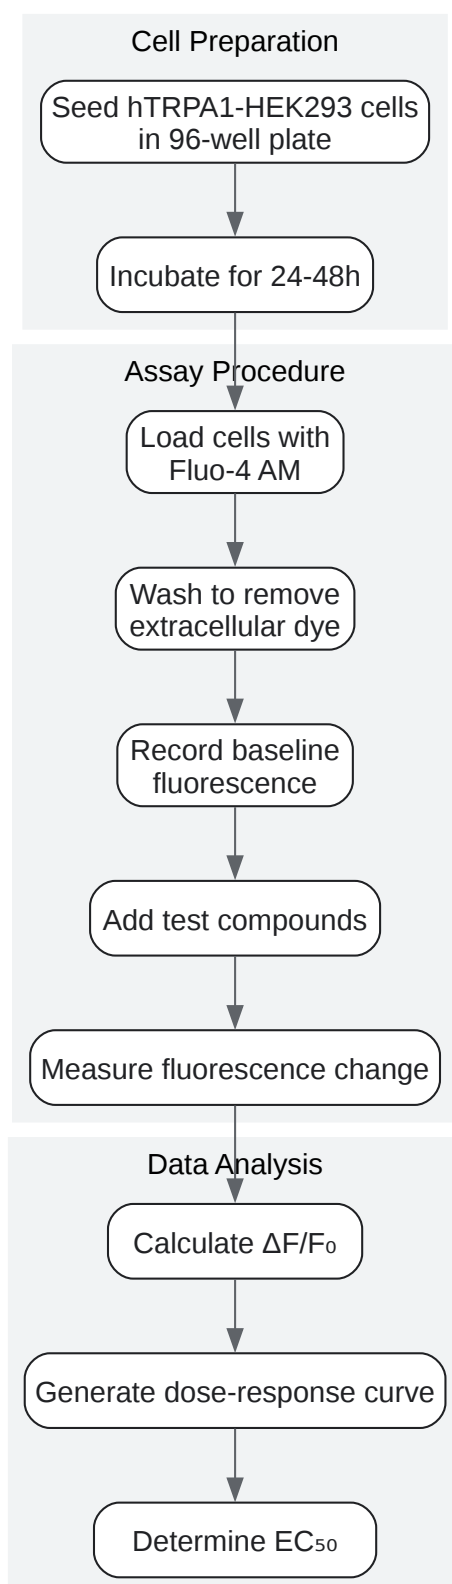 Cell Preparation
Seed hTRPA1-HEK293 cells
in 96-well plate
Incubate for 24-48h
Assay Procedure
Load cells with
Fluo-4 AM
Wash to remove
extracellular dye
Record baseline
fluorescence
Add test compounds
Measure fluorescence change
Data Analysis
Calculate ΔF/F₀
Generate dose-response curve
Determine EC₅₀